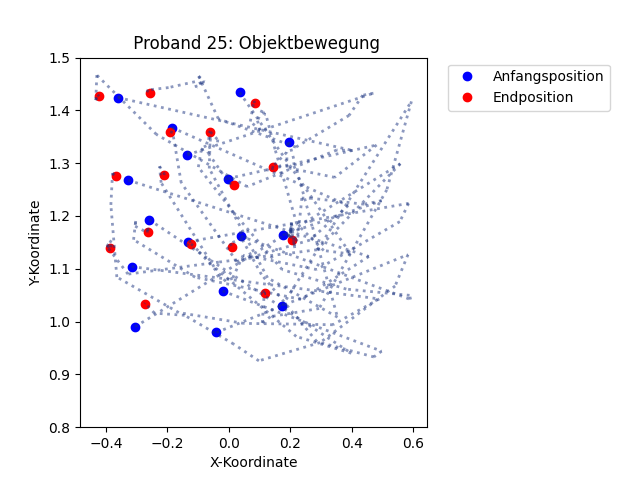 Proband 25: Objektbewegung
1.5
1.4
1.3
1.2
1.1
1.0
0.9
0.8
Y-Koordinate
−0.4
−0.2
0.0
0.2
0.4
0.6
X-Koordinate
Anfangsposition
Endposition